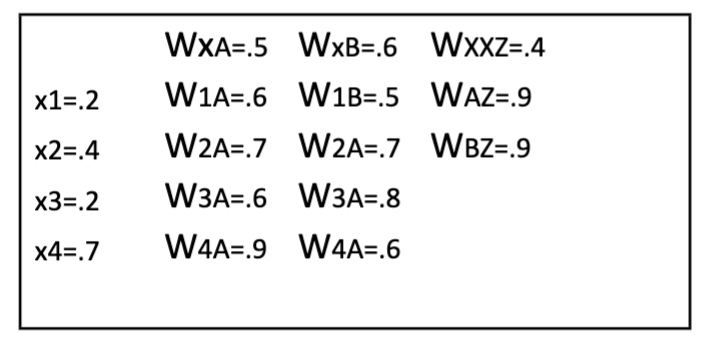 WXA=.5 WXB=.6 WXXZ=.4
x1=.2 W1A=.6 W1B=.5 WAZ=.9
x2=.4 W2A=.7 W2A=.7 WBZ=.9
x3=.2 W3A=.6 W3A=.8
x4=.7 W4A=.9 W4A=.6